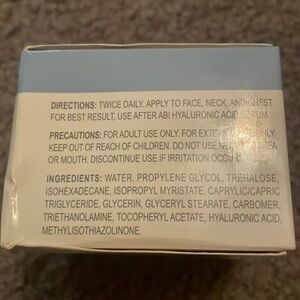 DIRECTIONS: TWICE DAILY. APPLY TO FACE, NECK, AND CHEST.
FOR BEST RESULT, USE AFTER ABI HYALURONIC ACID SERUM.
PRECAUTIONS: FOR ADULT USE ONLY. FOR EXTERNAL
KEEP OUT OF REACH OF CHILDREN. DO NOT USE AREA
OR MOUTH. DISCONTINUE USE IF IRRITATION
INGREDIENTS: WATER, PROPYLENE GLYCOL, TREHALOSE,
ISOHEXADECANE, ISOPROPYL MYRISTATE, CAPRYLIC/CAPRIC
TRIGLYCERIDE, GLYCERIN, GLYCERYL STEARATE, CARBOMER,
TRIETHANOLAMINE, TOCOPHERYL ACETATE, HYALURONIC ACID,
METHYLISOTHIAZOLINONE.